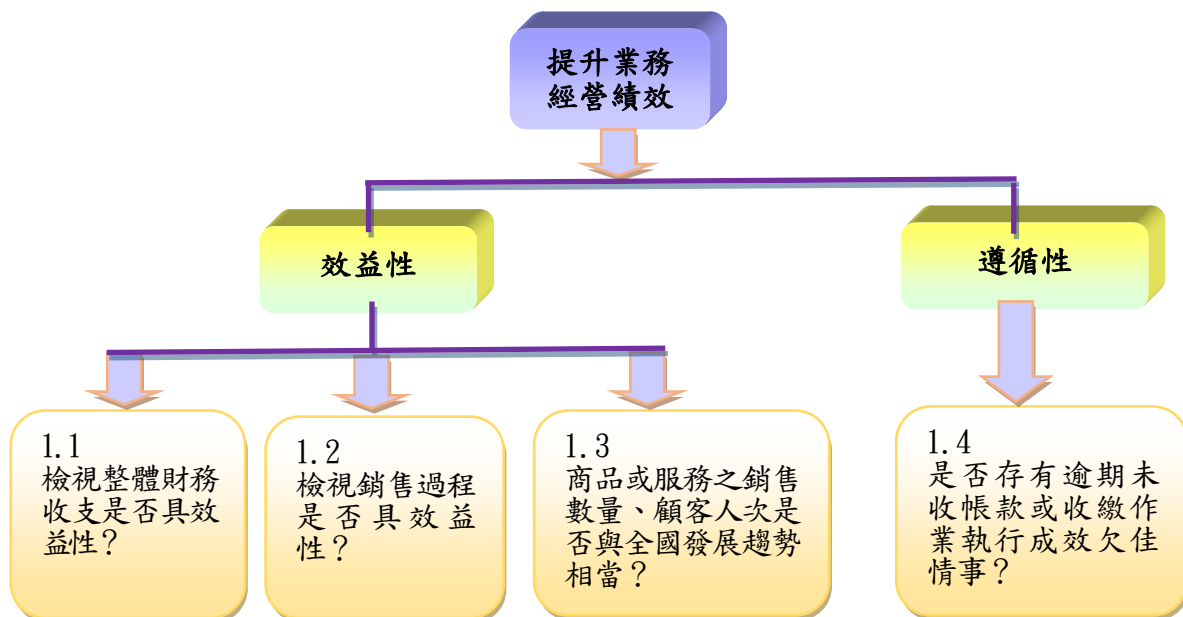 提升業務
經營績效
效益性
遵循性
1.1
檢視整體財務
收支是否具效
益性？
1.2
檢視銷售過程
是否具效益
性？
1.3
商品或服務之銷售
數量、顧客人次是
否與全國發展趨勢
相當？
1.4
是否存有逾期未
收帳款或收繳作
業執行成效欠佳
情事？